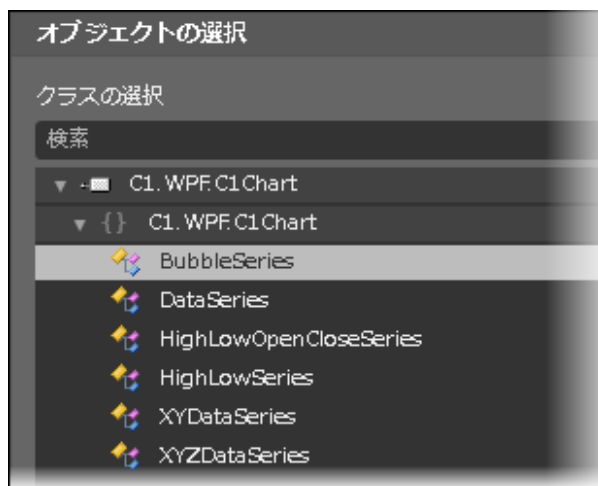 オブジェクトの選択
クラスの選択
検索
C1.WPF.C1Chart
{} C1.WPF.C1Chart
BubbleSeries
DataSeries
HighLowOpenCloseSeries
HighLowSeries
XYDataSeries
XYZDataSeries